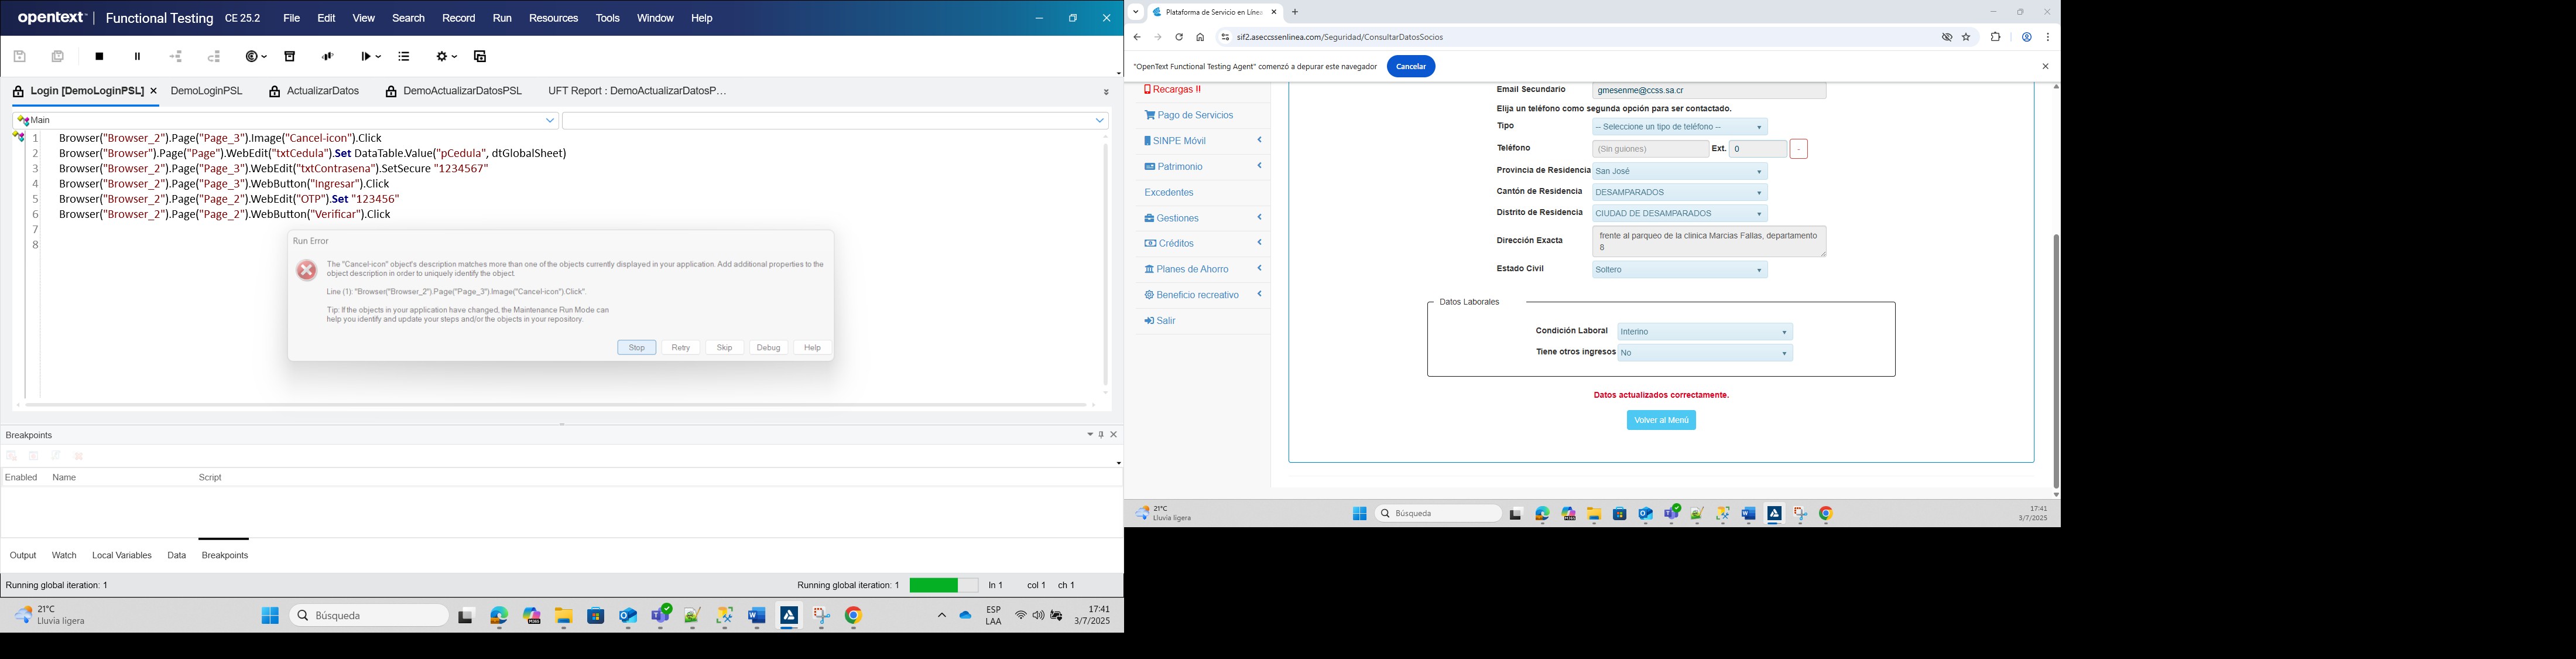 opentext | Functional Testing CE 25.2 File Edit View Search Record Run Resources Tools Window Help
Login [DemoLoginPSL] × DemoLoginPSL ActualizarDatos DemoActualizarDatosPSL UFT Report : DemoActualizarDatosP…
Main
1 Browser("Browser_2").Page("Page_3").Image("Cancel-icon").Click
2 Browser("Browser").Page("Page").WebEdit("txtCedula").Set DataTable.Value("pCedula", dtGlobalSheet)
3 Browser("Browser_2").Page("Page_3").WebEdit("txtContrasena").SetSecure "1234567"
4 Browser("Browser_2").Page("Page_3").WebButton("Ingresar").Click
5 Browser("Browser_2").Page("Page_2").WebEdit("OTP").Set "123456"
6 Browser("Browser_2").Page("Page_2").WebButton("Verificar").Click
7
8
Run Error
The "Cancel-icon" object's description matches more than one of the objects currently displayed in your application. Add additional properties to the
object description in order to uniquely identify the object.
Line (1): "Browser("Browser_2").Page("Page_3").Image("Cancel-icon").Click".
Tip: If the objects in your application have changed, the Maintenance Run Mode can
help you identify and update your steps and/or the objects in your repository.
Stop Retry Skip Debug Help
Breakpoints
Enabled Name Script
Output Watch Local Variables Data Breakpoints
Running global iteration: 1 Running global iteration: 1 ln 1 col 1 ch 1
21°C
Lluvia ligera
Búsqueda
ESP
LAA
17:41
3/7/2025
Plataforma de Servicio en Líne
sif2.aseccssenlinea.com/Seguridad/ConsultarDatosSocios
"OpenText Functional Testing Agent" comenzó a depurar este navegador Cancelar
Recargas !!
Pago de Servicios
SINPE Móvil
Patrimonio
Excedentes
Gestiones
Créditos
Planes de Ahorro
Beneficio recreativo
Salir
Email Secundario gmesenme@ccss.sa.cr
Elija un teléfono como segunda opción para ser contactado.
Tipo -- Seleccione un tipo de teléfono --
Teléfono (Sin guiones) Ext. 0 -
Provincia de Residencia San José
Cantón de Residencia DESAMPARADOS
Distrito de Residencia CIUDAD DE DESAMPARADOS
Dirección Exacta frente al parqueo de la clinica Marcias Fallas, departamento
8
Estado Civil Soltero
Datos Laborales
Condición Laboral Interino
Tiene otros ingresos No
Datos actualizados correctamente.
Volver al Menú
21°C
Lluvia ligera
Búsqueda
17:41
3/7/2025